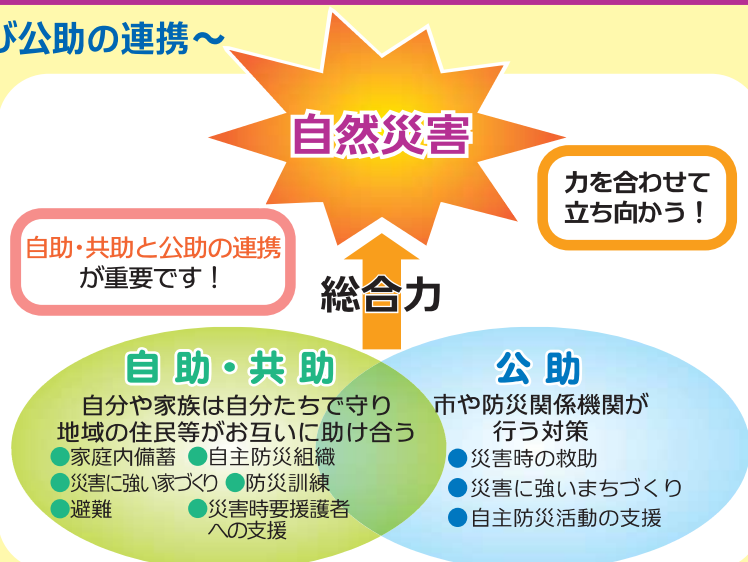 び公助の連携～
自然災害
力を合わせて
立ち向かう！
自助・共助と公助の連携
が重要です！
総合力
自助・共助
自分や家族は自分たちで守り
地域の住民等がお互いに助け合う
●家庭内備蓄 ●自主防災組織
●災害に強い家づくり ●防災訓練
●避難 ●災害時要援護者
への支援
公助
市や防災関係機関が
行う対策
●災害時の救助
●災害に強いまちづくり
●自主防災活動の支援